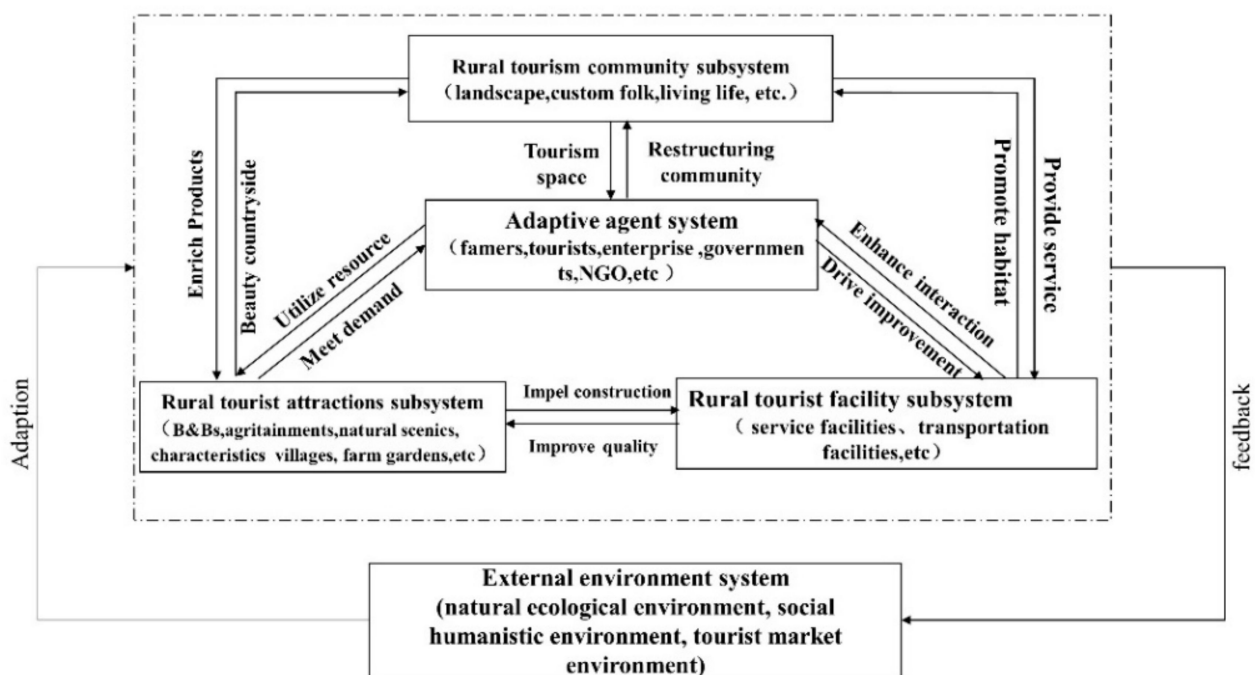 Rural tourism community subsystem
（landscape,custom folk,living life, etc.）
Enrich Products
Beauty countryside
Tourism
space
Restructuring
community
Promote habitat
Provide service
Adaptive agent system
（famers,tourists,enterprise ,governmen
ts,NGO,etc ）
Utilize resource
Meet demand
Enhance interaction
Drive improvement
Rural tourist attractions subsystem
（B&Bs,agritainments,natural scenics,
characteristics villages, farm gardens,etc）
Impel construction
Improve quality
Rural tourist facility subsystem
（ service facilities、transportation
facilities,etc）
Adaption
feedback
External environment system
(natural ecological environment, social
humanistic environment, tourist market
environment)